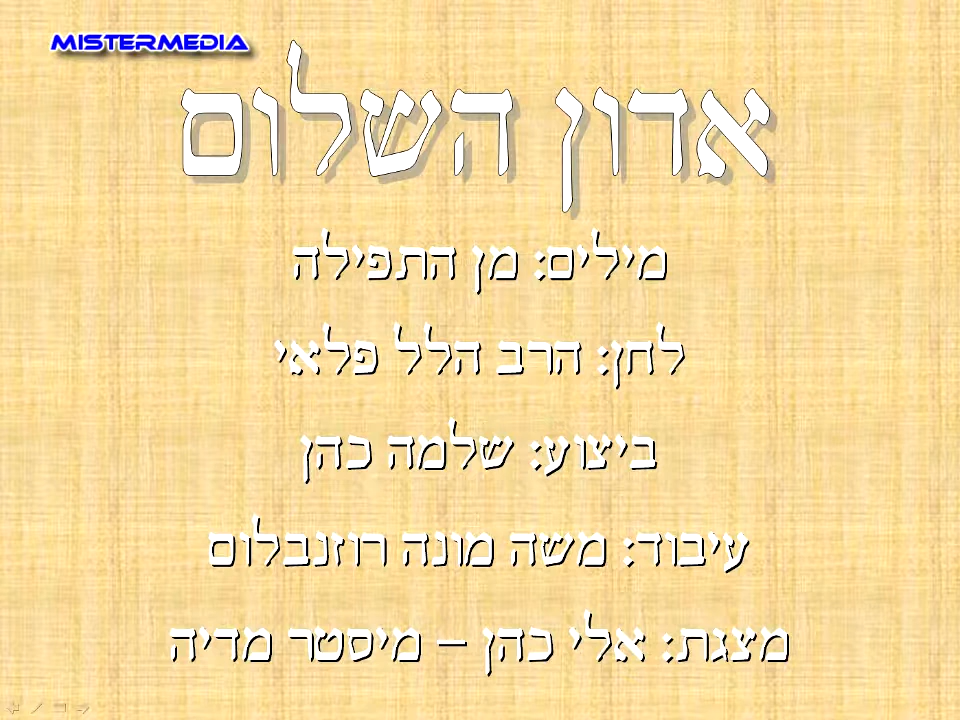 MISTERMEDIA
אדון השלום
מילים: מן התפילה
לחן: הרב הלל פלאי
ביצוע: שלמה כהן
עיבוד: משה מונה רוזנבלום
מצגת: אלי כהן – מיסטר מדיה